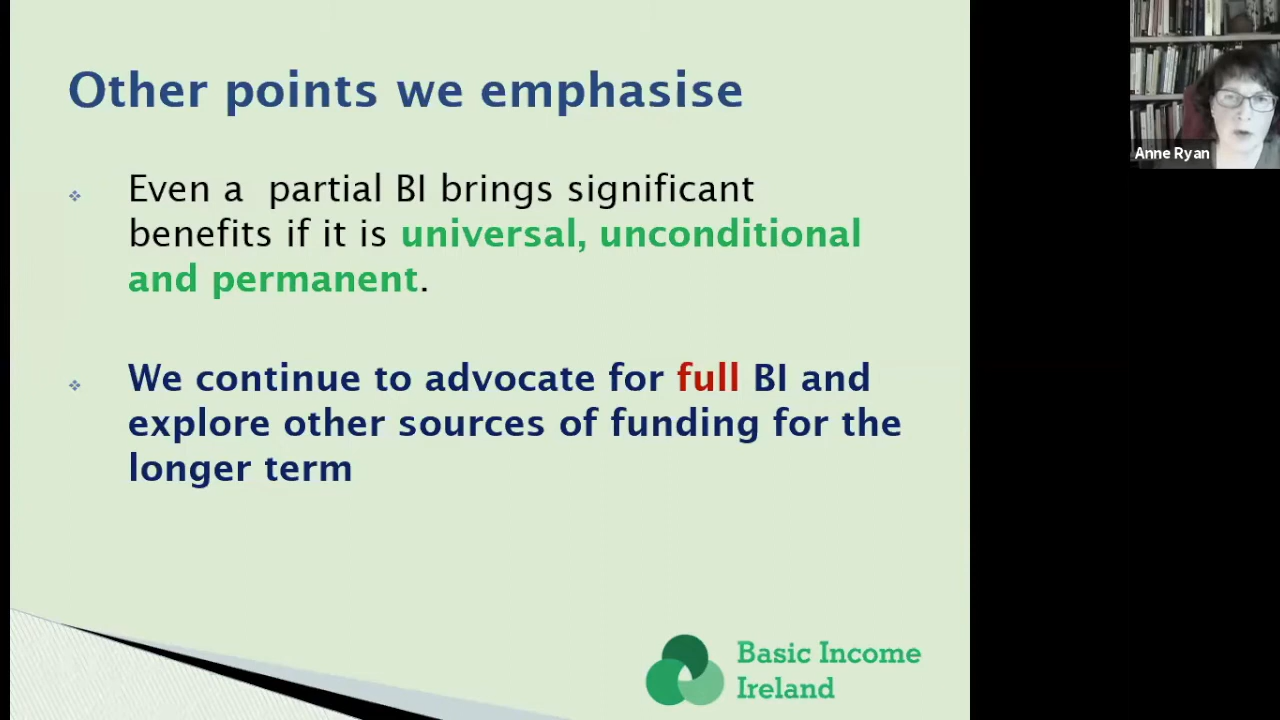 Other points we emphasise
Even a  partial BI brings significant
benefits if it is universal, unconditional
and permanent.
We continue to advocate for full BI and
explore other sources of funding for the
longer term
Basic Income
Ireland
Anne Ryan